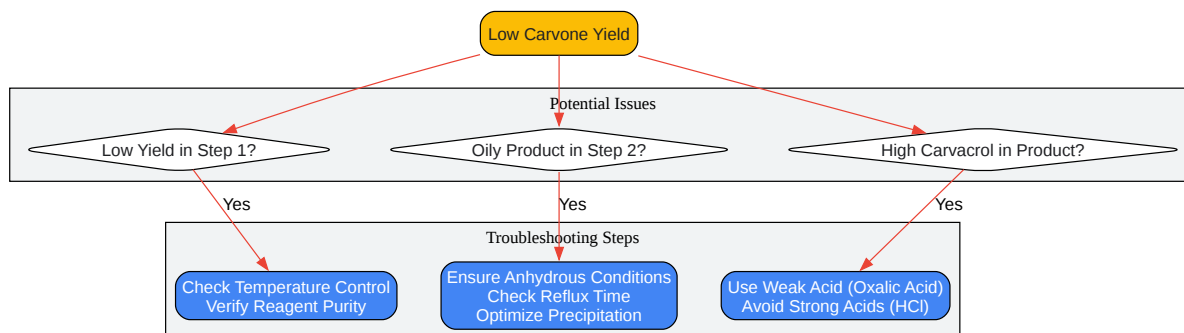 Low Carvone Yield
Potential Issues
Low Yield in Step 1?
Oily Product in Step 2?
High Carvacrol in Product?
Yes
Yes
Yes
Troubleshooting Steps
Check Temperature Control
Verify Reagent Purity
Ensure Anhydrous Conditions
Check Reflux Time
Optimize Precipitation
Use Weak Acid (Oxalic Acid)
Avoid Strong Acids (HCl)